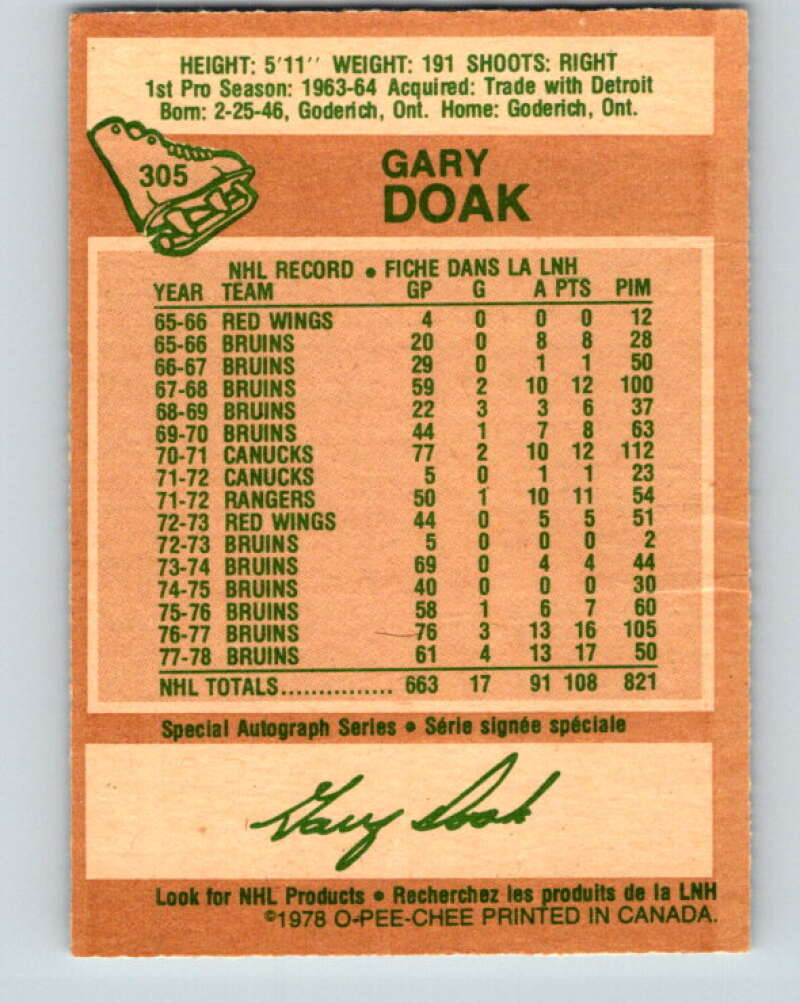 HEIGHT: 5'11'' WEIGHT: 191 SHOOTS: RIGHT
1st Pro Season: 1963-64 Acquired: Trade with Detroit
Born: 2-25-46, Goderich, Ont. Home: Goderich, Ont.
305
GARY
DOAK
NHL RECORD • FICHE DANS LA LNH
YEAR TEAM GP G A PTS PIM
65-66 RED WINGS 4 0 0 0 12
65-66 BRUINS 20 0 8 8 28
66-67 BRUINS 29 0 1 1 50
67-68 BRUINS 59 2 10 12 100
68-69 BRUINS 22 3 3 6 37
69-70 BRUINS 44 1 7 8 63
70-71 CANUCKS 77 2 10 12 112
71-72 CANUCKS 5 0 1 1 23
71-72 RANGERS 50 1 10 11 54
72-73 RED WINGS 44 0 5 5 51
72-73 BRUINS 5 0 0 0 2
73-74 BRUINS 69 0 4 4 44
74-75 BRUINS 40 0 0 0 30
75-76 BRUINS 58 1 6 7 60
76-77 BRUINS 76 3 13 16 105
77-78 BRUINS 61 4 13 17 50
NHL TOTALS............... 663 17 91 108 821
Special Autograph Series • Série signée spéciale
Gary Doak
Look for NHL Products • Recherchez les produits de la LNH
©1978 O-PEE-CHEE PRINTED IN CANADA.